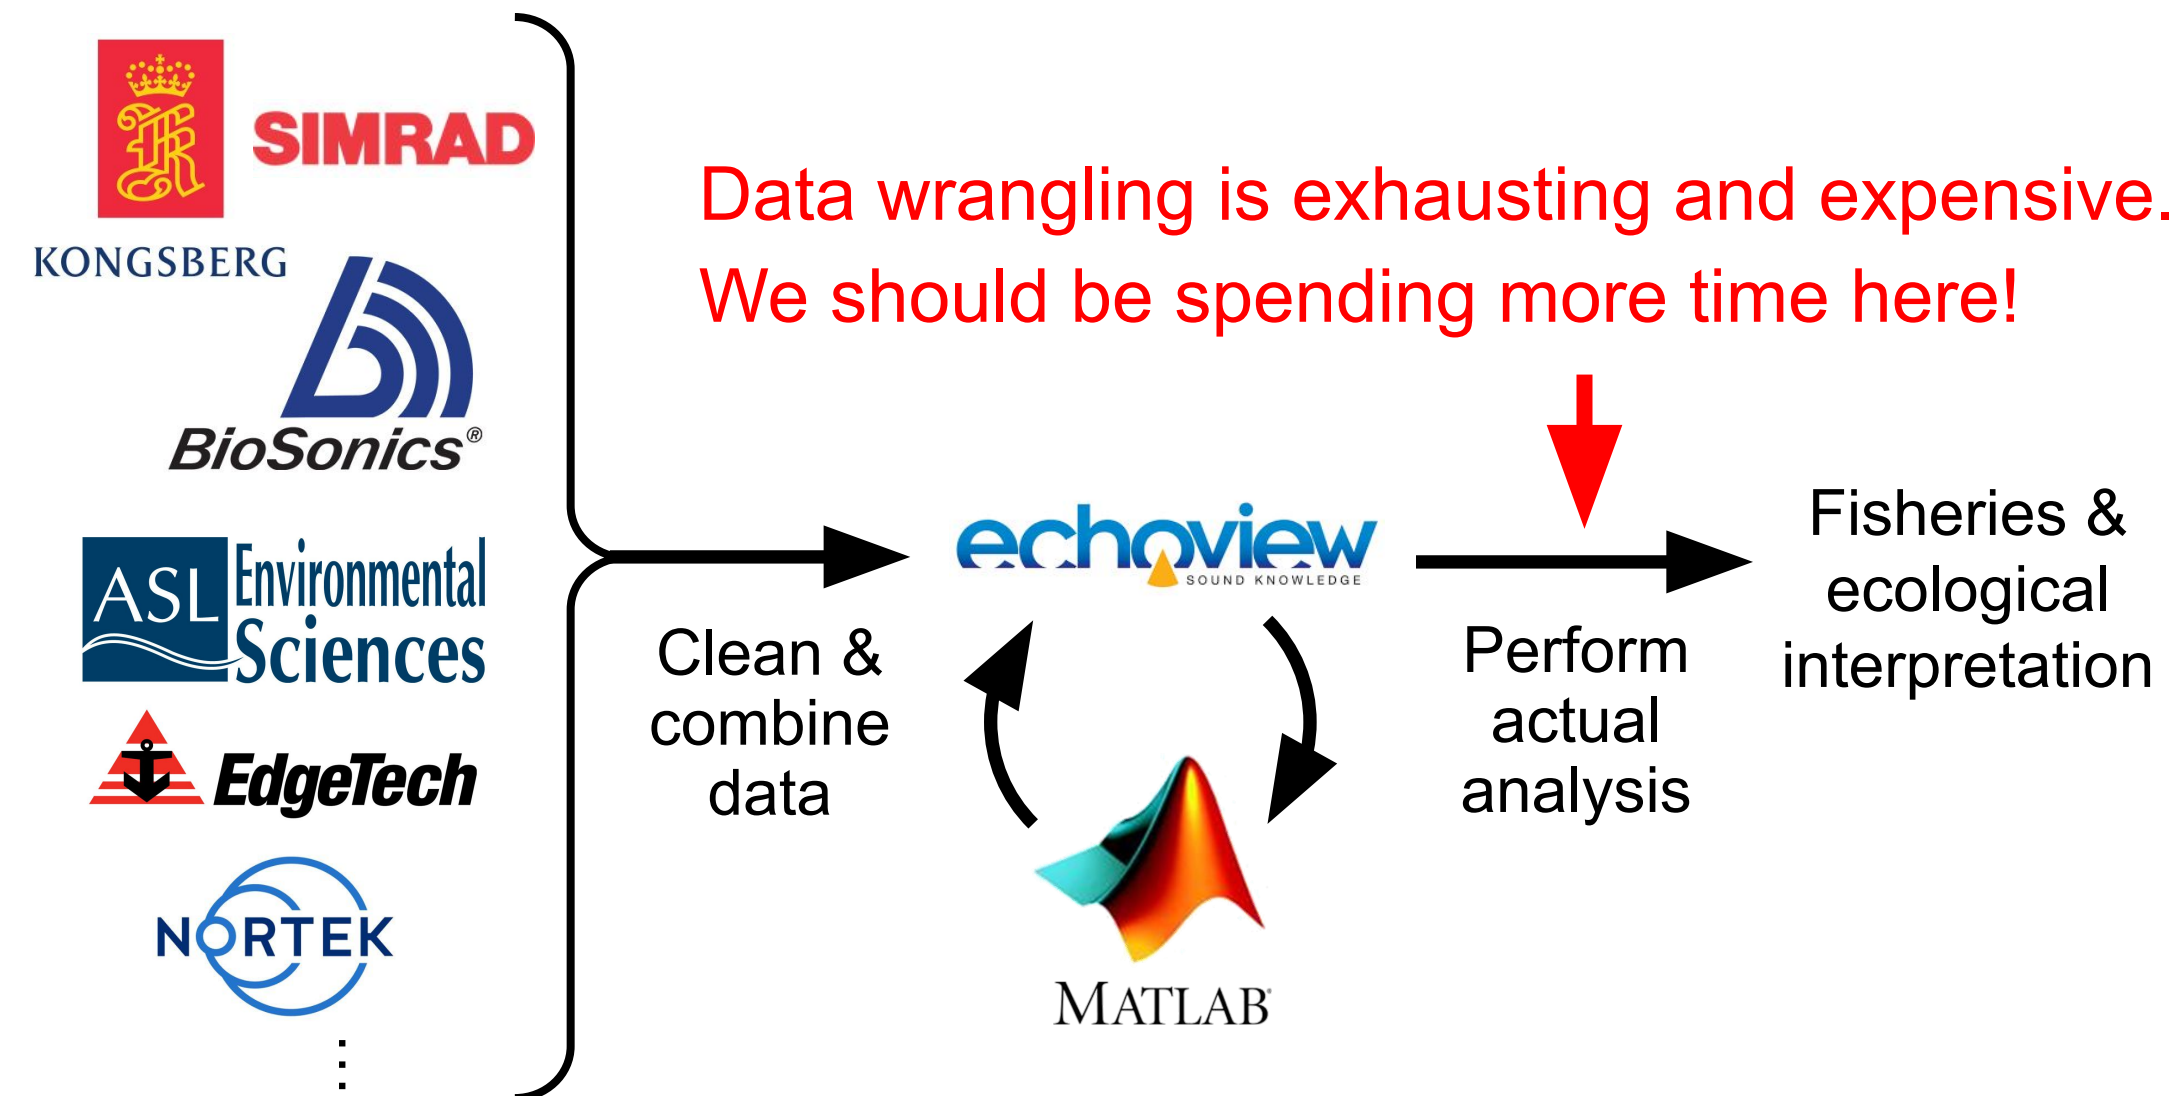 SIMRAD
KONGSBERG
BioSonics®
ASL Environmental
Sciences
EdgeTech
NORTEK
⋮
Data wrangling is exhausting and expensive.
We should be spending more time here!
Clean &
combine
data
echoview
SOUND KNOWLEDGE
MATLAB®
Perform
actual
analysis
Fisheries &
ecological
interpretation